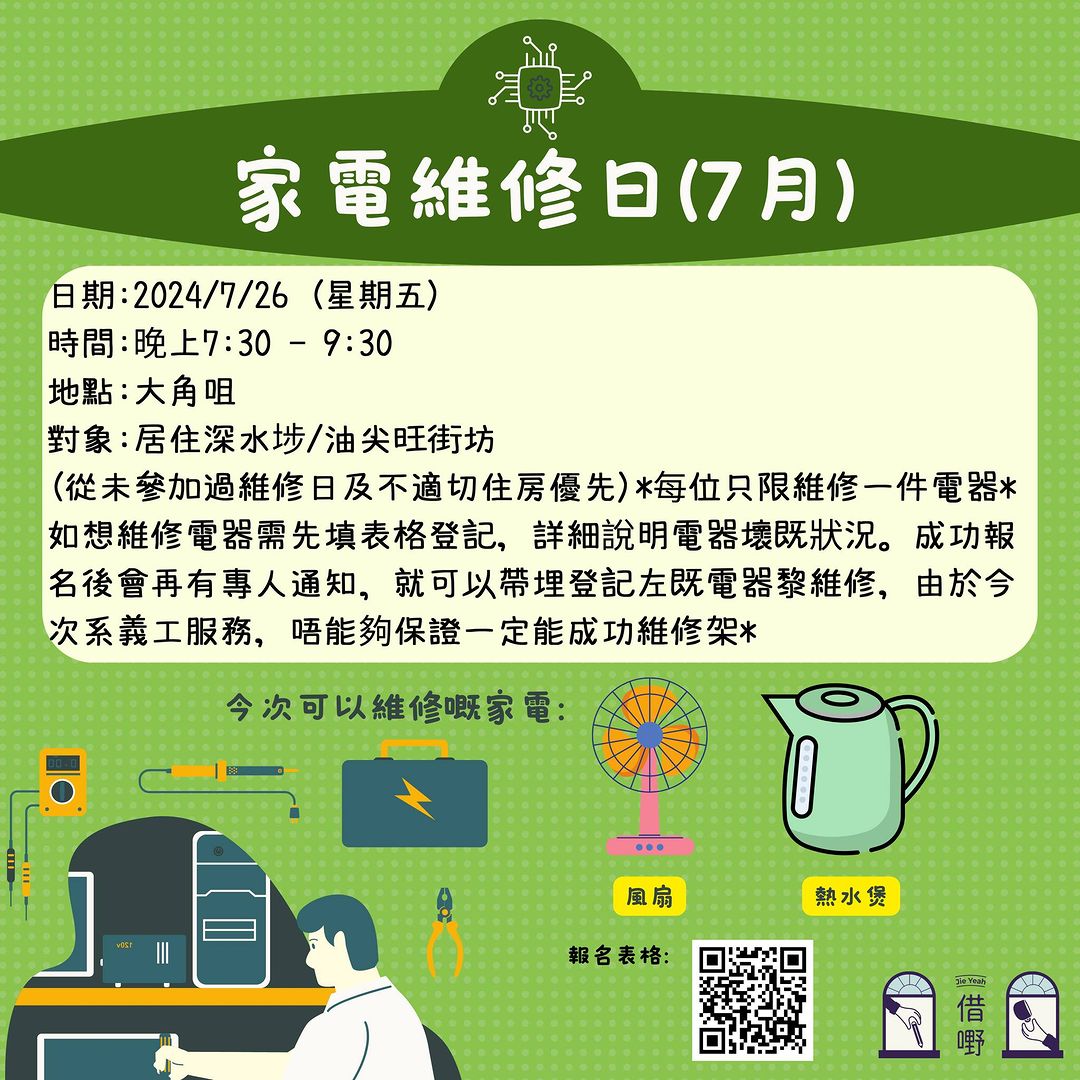 家電維修日(7月)
日期:2024/7/26 (星期五)
時間:晚上7:30 - 9:30
地點:大角咀
對象:居住深水埗/油尖旺街坊
(從未參加過維修日及不適切住房優先)*每位只限維修一件電器*
如想維修電器需先填表格登記，詳細說明電器壞既狀況。成功報
名後會再有專人通知，就可以帶埋登記左既電器黎維修，由於今
次系義工服務，唔能夠保證一定能成功維修架*
今次可以維修嘅家電:
00.0
120v
風扇
熱水煲
報名表格:
Jie Yeah
借
嘢